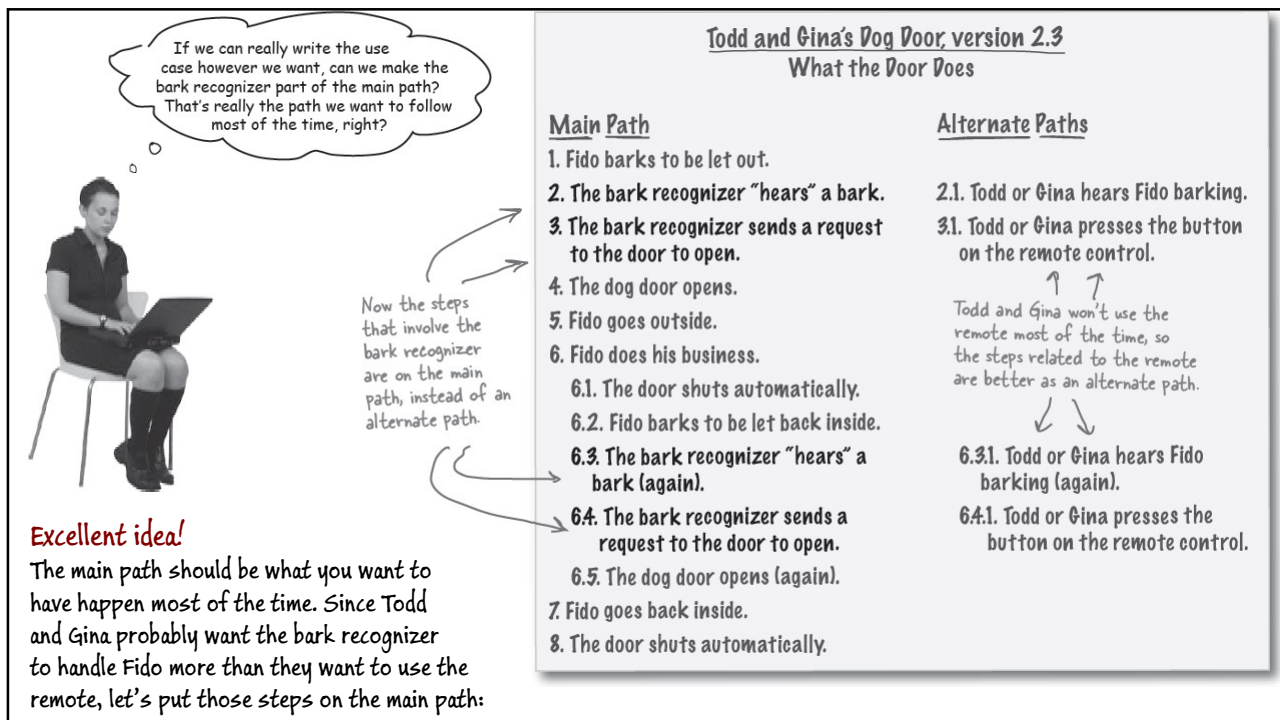 If we can really write the use
case however we want, can we make the
bark recognizer part of the main path?
That's really the path we want to follow
most of the time, right?
Todd and Gina's Dog Door, version 2.3
What the Door Does
Main Path
1. Fido barks to be let out.
2. The bark recognizer "hears" a bark.
3. The bark recognizer sends a request
to the door to open.
4. The dog door opens.
5. Fido goes outside.
6. Fido does his business.
6.1. The door shuts automatically.
6.2. Fido barks to be let back inside.
6.3. The bark recognizer "hears" a
bark (again).
6.4. The bark recognizer sends a
request to the door to open.
6.5. The dog door opens (again).
7. Fido goes back inside.
8. The door shuts automatically.
Alternate Paths
2.1. Todd or Gina hears Fido barking.
3.1. Todd or Gina presses the button
on the remote control.
Todd and Gina won't use the
remote most of the time, so
the steps related to the remote
are better as an alternate path.
6.3.1. Todd or Gina hears Fido
barking (again).
6.4.1. Todd or Gina presses the
button on the remote control.
Now the steps
that involve the
bark recognizer
are on the main
path, instead of an
alternate path.
Excellent idea!
The main path should be what you want to
have happen most of the time. Since Todd
and Gina probably want the bark recognizer
to handle Fido more than they want to use the
remote, let's put those steps on the main path: